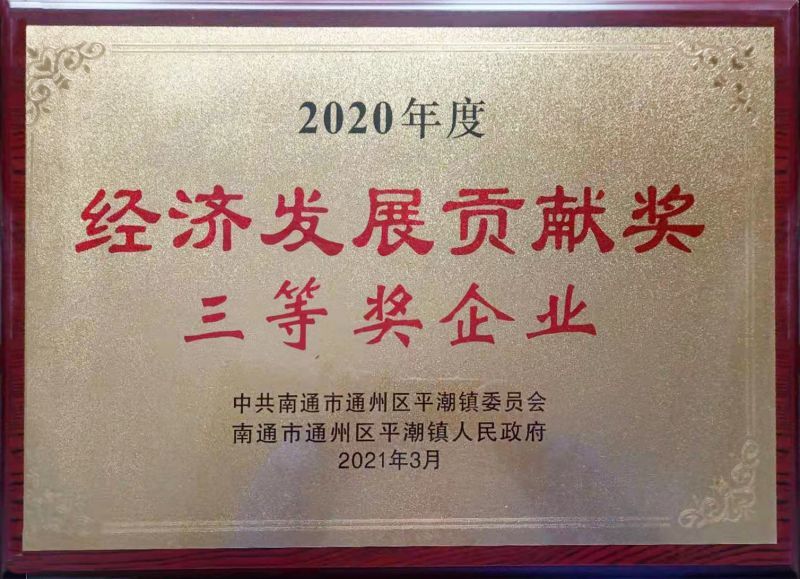 2020年度
经济发展贡献奖
三等奖企业
中共南通市通州区平潮镇委员会
南通市通州区平潮镇人民政府
2021年3月